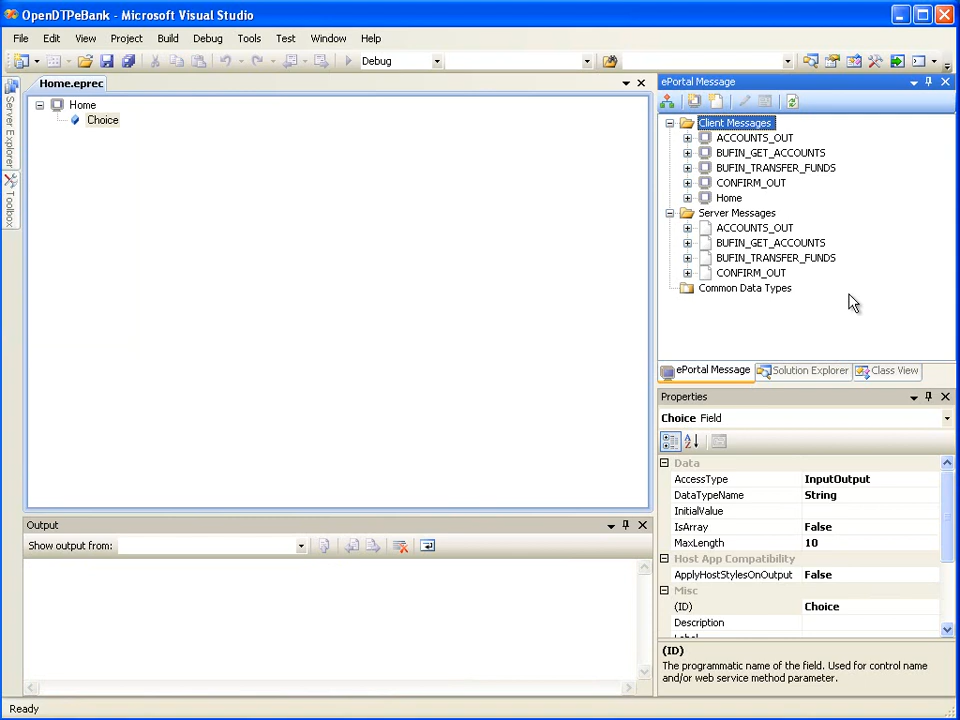 OpenDTPeBank - Microsoft Visual Studio
File Edit View Project Build Debug Tools Test Window Help
Debug
Server Explorer
Toolbox
Home.eprec
Home
Choice
ePortal Message
Client Messages
ACCOUNTS_OUT
BUFIN_GET_ACCOUNTS
BUFIN_TRANSFER_FUNDS
CONFIRM_OUT
Home
Server Messages
ACCOUNTS_OUT
BUFIN_GET_ACCOUNTS
BUFIN_TRANSFER_FUNDS
CONFIRM_OUT
Common Data Types
ePortal Message Solution Explorer Class View
Properties
Choice Field
Data
AccessType InputOutput
DataTypeName String
InitialValue
IsArray False
MaxLength 10
Host App Compatibility
ApplyHostStylesOnOutput False
Misc
(ID) Choice
Description
Label
(ID)
The programmatic name of the field. Used for control name
and/or web service method parameter.
Output
Show output from:
Ready